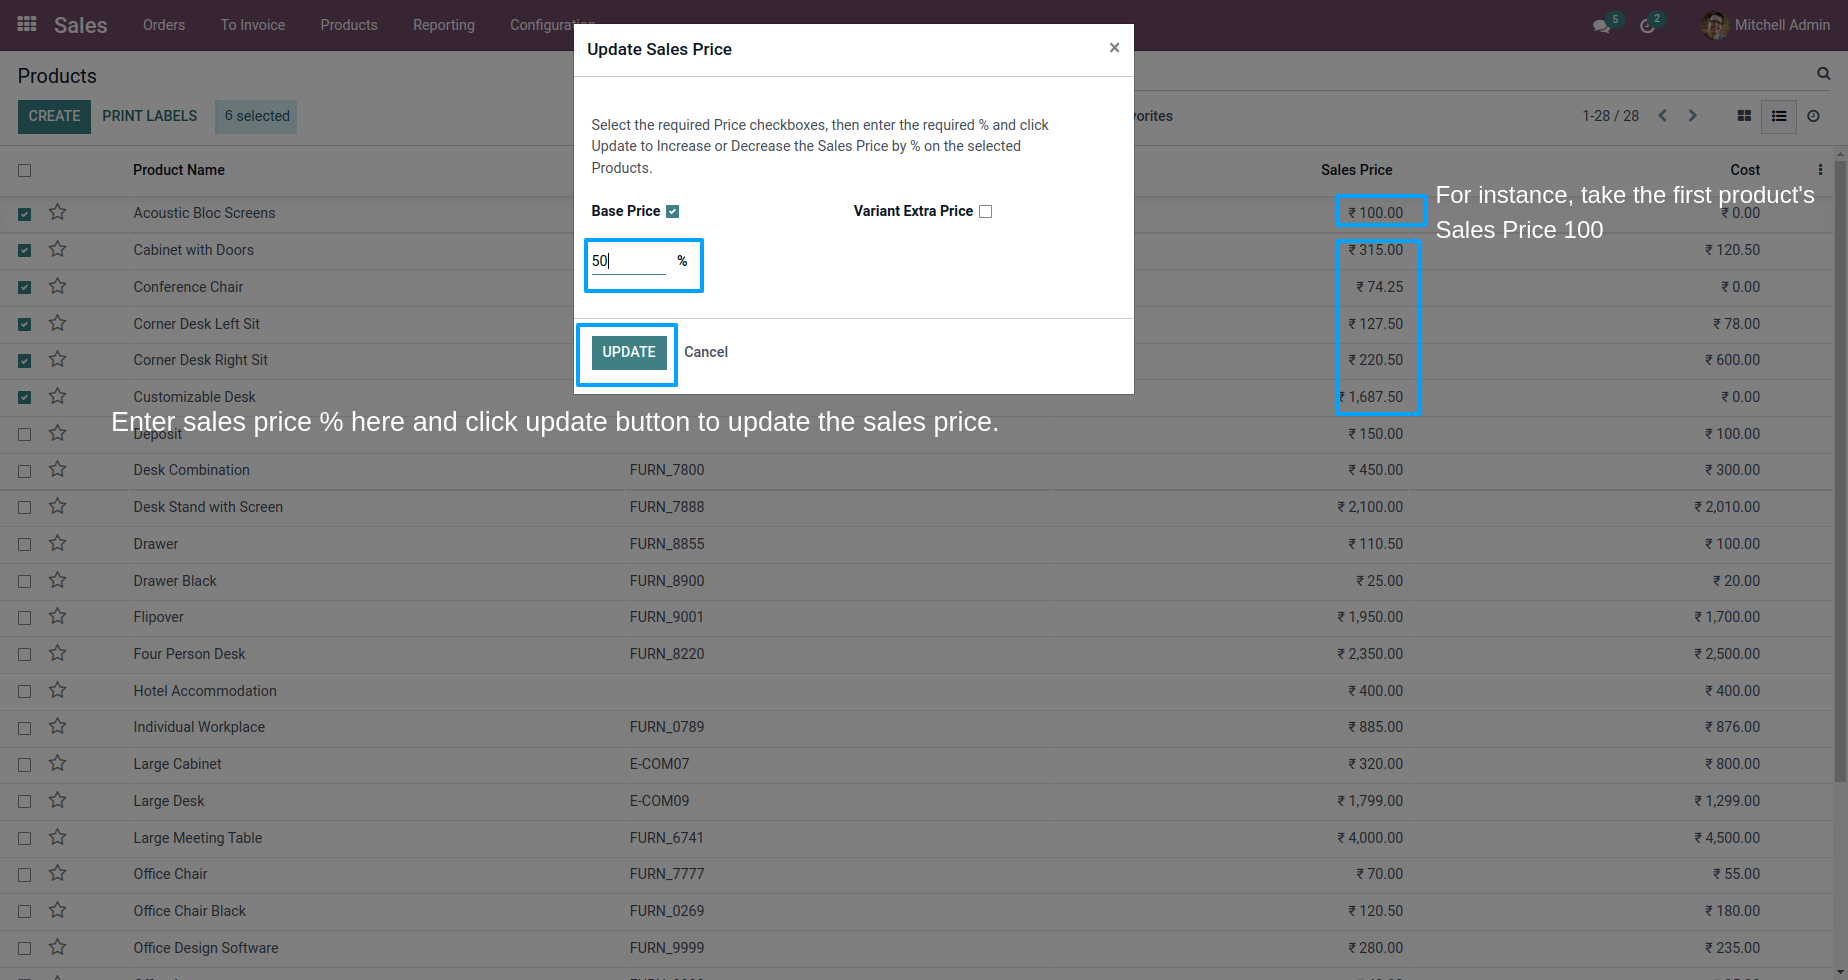 Sales Orders To Invoice Products Reporting Configuration 5 2 Mitchell Admin
Update Sales Price ×
Products
CREATE PRINT LABELS 6 selected
vorites 1-28 / 28
Select the required Price checkboxes, then enter the required % and click
Update to Increase or Decrease the Sales Price by % on the selected
Products.
Base Price Variant Extra Price
50 %
UPDATE Cancel
Product Name Sales Price Cost
For instance, take the first product's
Sales Price 100
Acoustic Bloc Screens ₹ 100.00 ₹ 0.00
Cabinet with Doors ₹ 315.00 ₹ 120.50
Conference Chair ₹ 74.25 ₹ 0.00
Corner Desk Left Sit ₹ 127.50 ₹ 78.00
Corner Desk Right Sit ₹ 220.50 ₹ 600.00
Customizable Desk ₹ 1,687.50 ₹ 0.00
Enter sales price % here and click update button to update the sales price.
Deposit ₹ 150.00 ₹ 100.00
Desk Combination FURN_7800 ₹ 450.00 ₹ 300.00
Desk Stand with Screen FURN_7888 ₹ 2,100.00 ₹ 2,010.00
Drawer FURN_8855 ₹ 110.50 ₹ 100.00
Drawer Black FURN_8900 ₹ 25.00 ₹ 20.00
Flipover FURN_9001 ₹ 1,950.00 ₹ 1,700.00
Four Person Desk FURN_8220 ₹ 2,350.00 ₹ 2,500.00
Hotel Accommodation ₹ 400.00 ₹ 400.00
Individual Workplace FURN_0789 ₹ 885.00 ₹ 876.00
Large Cabinet E-COM07 ₹ 320.00 ₹ 800.00
Large Desk E-COM09 ₹ 1,799.00 ₹ 1,299.00
Large Meeting Table FURN_6741 ₹ 4,000.00 ₹ 4,500.00
Office Chair FURN_7777 ₹ 70.00 ₹ 55.00
Office Chair Black FURN_0269 ₹ 120.50 ₹ 180.00
Office Design Software FURN_9999 ₹ 280.00 ₹ 235.00